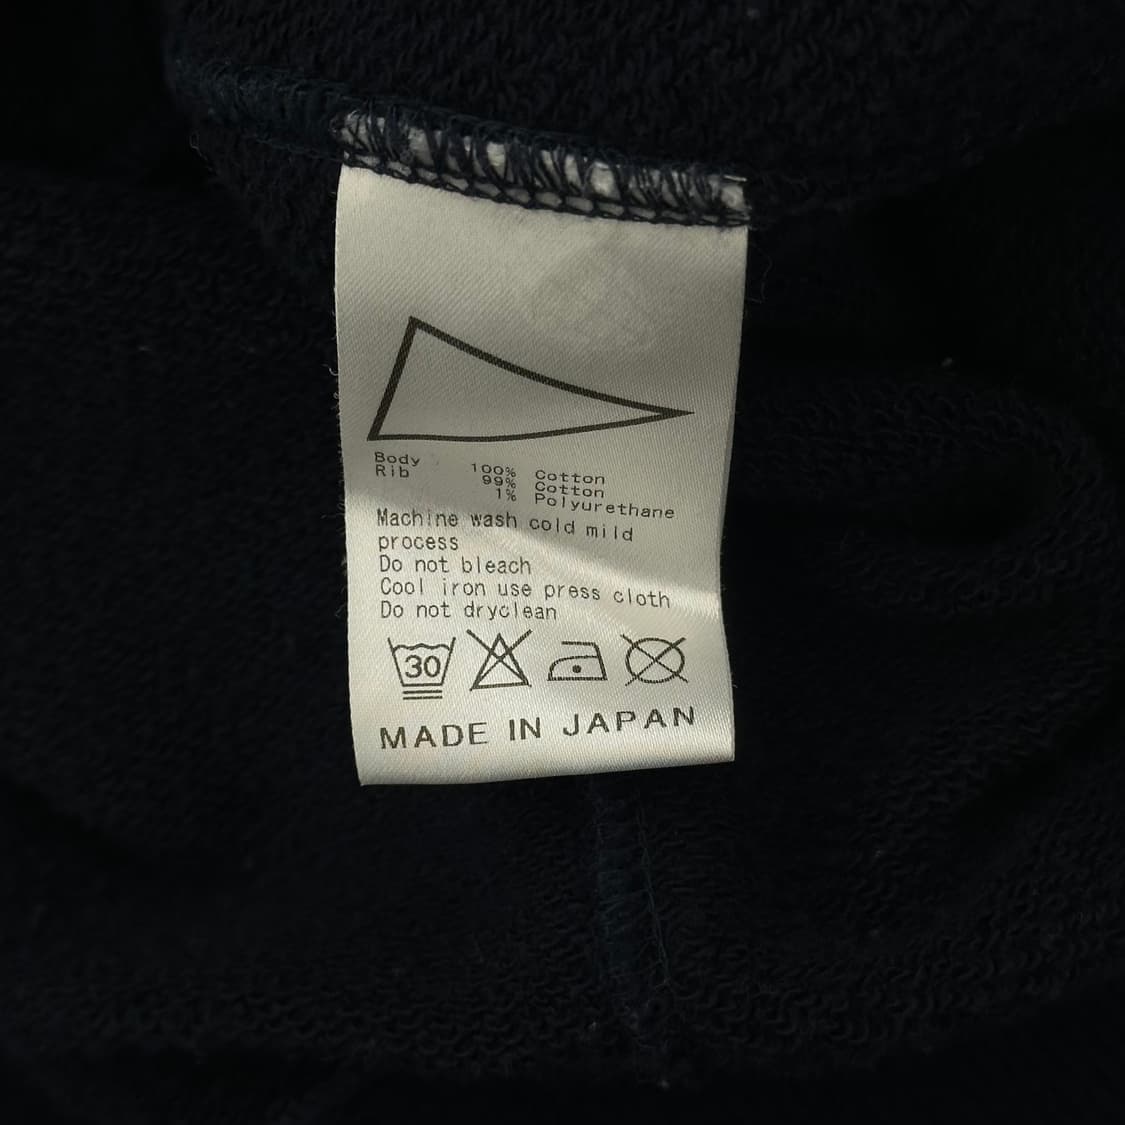 Body 100% Cotton
Rib 99% Cotton
1% Polyurethane
Machine wash cold mild
process
Do not bleach
Cool iron use press cloth
Do not dryclean
30
MADE IN JAPAN